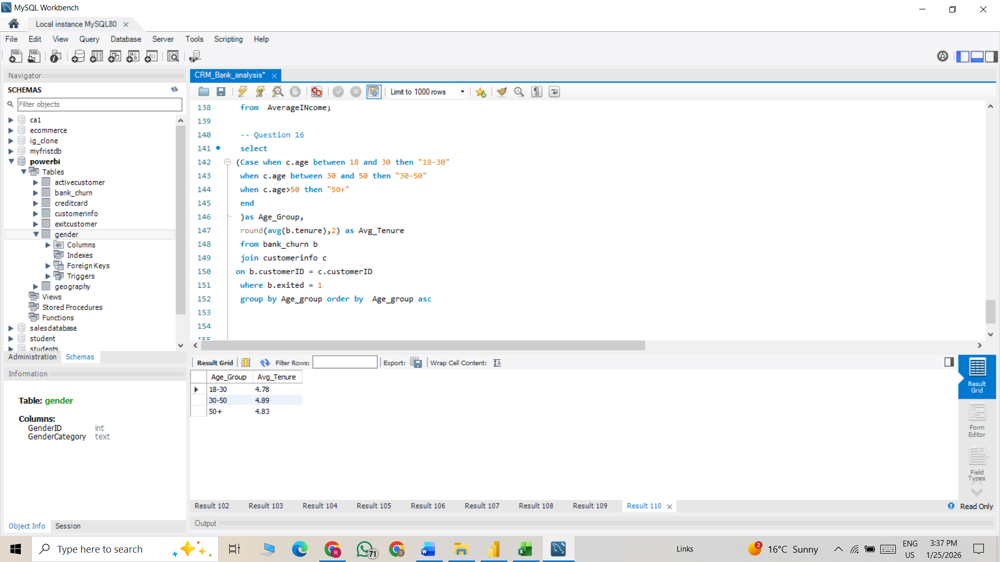 MySQL Workbench
Local instance MySQL80
File Edit View Query Database Server Tools Scripting Help
Navigator
SCHEMAS
Filter objects
ca1
ecommerce
ig_clone
myfristdb
powerbi
Tables
activecustomer
bank_churn
creditcard
customerinfo
exitcustomer
gender
Columns
Indexes
Foreign Keys
Triggers
geography
Views
Stored Procedures
Functions
salesdatabase
student
students
Administration Schemas
Information
Table: gender
Columns:
GenderID int
GenderCategory text
Object Info Session
CRM_Bank_analysis*
Limit to 1000 rows
138 from AverageINcome;
139
140 -- Question 16
141 select
142 (Case when c.age between 18 and 30 then "18-30"
143 when c.age between 30 and 50 then "30-50"
144 when c.age>50 then "50+"
145 end
146 )as Age_Group,
147 round(avg(b.tenure),2) as Avg_Tenure
148 from bank_churn b
149 join customerinfo c
150 on b.customerID = c.customerID
151 where b.exited = 1
152 group by Age_group order by Age_group asc
153
154
155
Result Grid Filter Rows: Export: Wrap Cell Content:
Age_Group Avg_Tenure
18-30 4.78
30-50 4.89
50+ 4.83
Result Grid
Form Editor
Field Types
Result 102 Result 103 Result 104 Result 105 Result 106 Result 107 Result 108 Result 109 Result 110
Read Only
Output
Type here to search
71
Links
2
16°C Sunny
ENG US
3:37 PM
1/25/2026